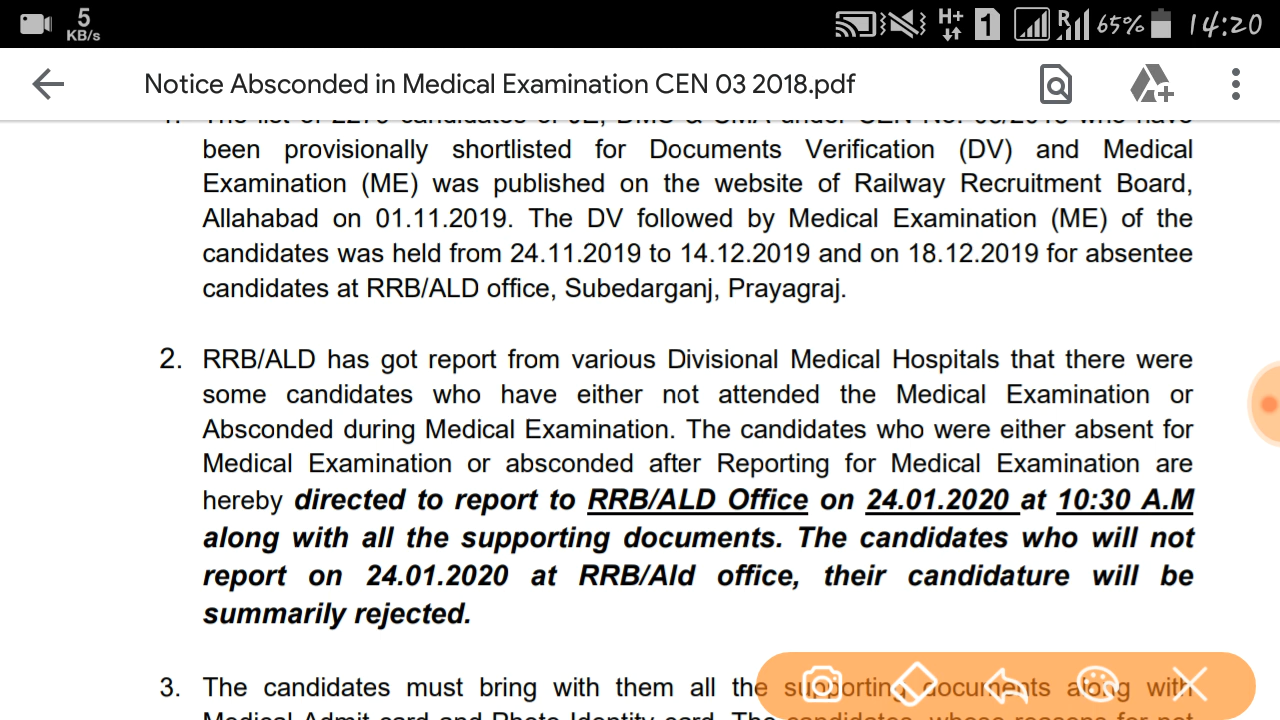 5
KB/s
H+ 1 R 65% 14:20
Notice Absconded in Medical Examination CEN 03 2018.pdf
been provisionally shortlisted for Documents Verification (DV) and Medical
Examination (ME) was published on the website of Railway Recruitment Board,
Allahabad on 01.11.2019. The DV followed by Medical Examination (ME) of the
candidates was held from 24.11.2019 to 14.12.2019 and on 18.12.2019 for absentee
candidates at RRB/ALD office, Subedarganj, Prayagraj.
2. RRB/ALD has got report from various Divisional Medical Hospitals that there were
some candidates who have either not attended the Medical Examination or
Absconded during Medical Examination. The candidates who were either absent for
Medical Examination or absconded after Reporting for Medical Examination are
hereby directed to report to RRB/ALD Office on 24.01.2020 at 10:30 A.M
along with all the supporting documents. The candidates who will not
report on 24.01.2020 at RRB/Ald office, their candidature will be
summarily rejected.
3. The candidates must bring with them all the supporting documents along with